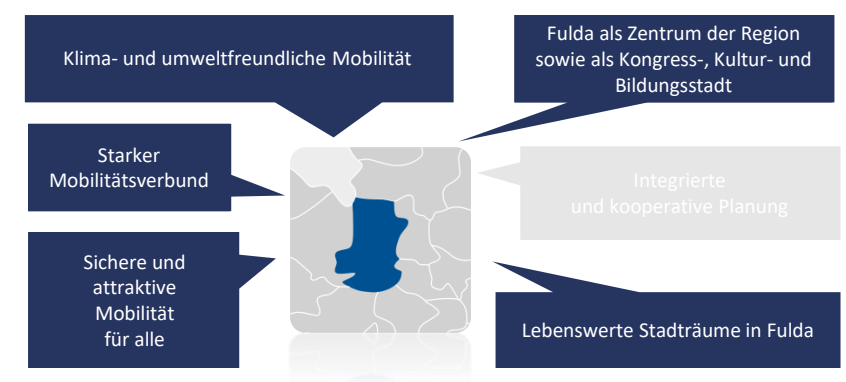 Klima- und umweltfreundliche Mobilität
Fulda als Zentrum der Region
sowie als Kongress-, Kultur- und
Bildungsstadt
Starker
Mobilitätsverbund
Integrierte
und kooperative Planung
Sichere und
attraktive
Mobilität
für alle
Lebenswerte Stadträume in Fulda